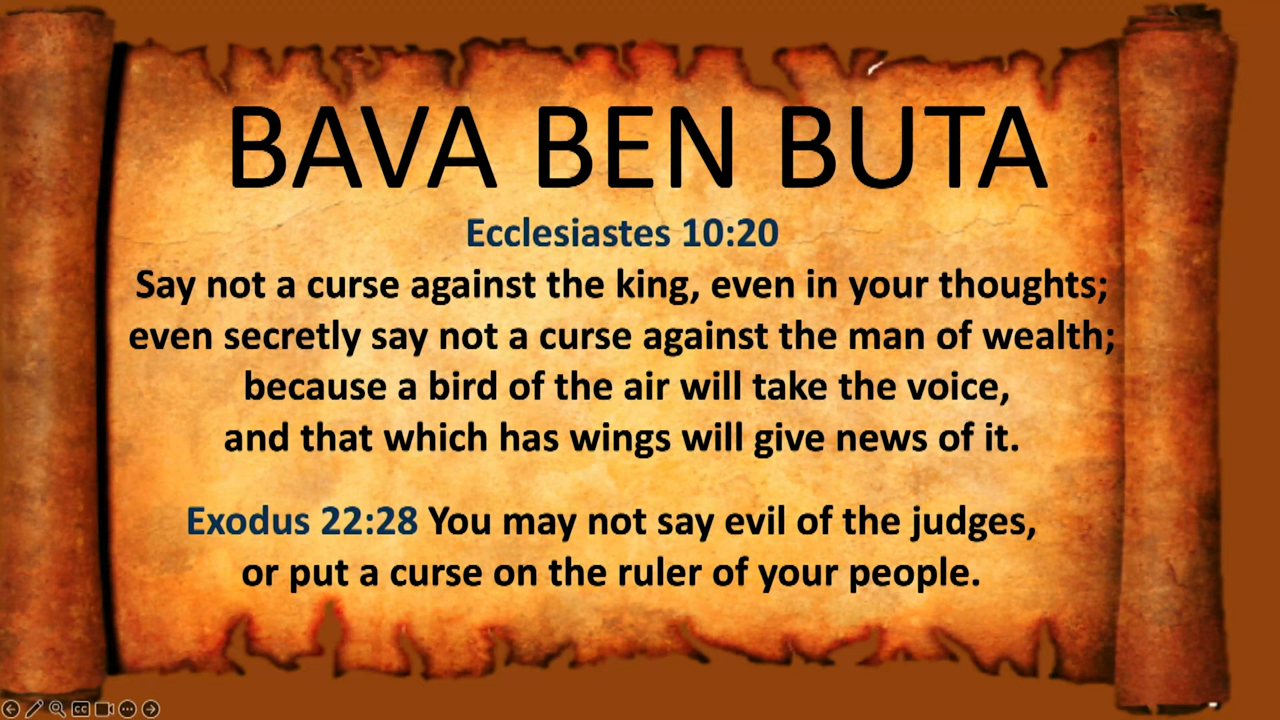 BAVA BEN BUTA
Ecclesiastes 10:20
Say not a curse against the king, even in your thoughts;
even secretly say not a curse against the man of wealth;
because a bird of the air will take the voice,
and that which has wings will give news of it.
Exodus 22:28 You may not say evil of the judges,
or put a curse on the ruler of your people.
CC